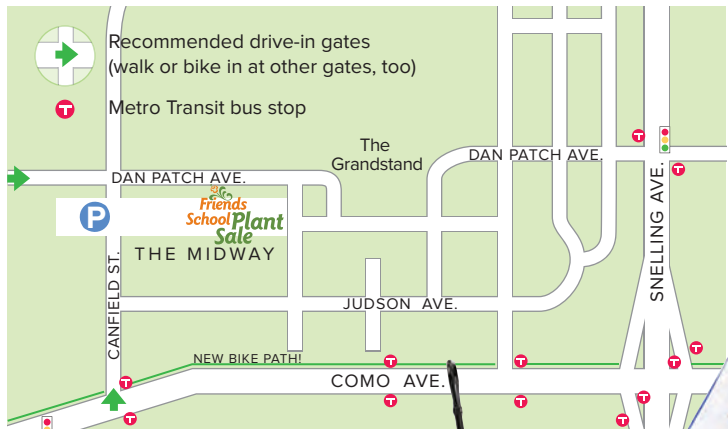 Recommended drive-in gates
(walk or bike in at other gates, too)
T
Metro Transit bus stop
The
Grandstand
DAN PATCH AVE.
DAN PATCH AVE.
P
Friends
School Plant
Sale
THE MIDWAY
SNELLING AVE.
CANFIELD ST.
JUDSON AVE.
NEW BIKE PATH!
COMO AVE.